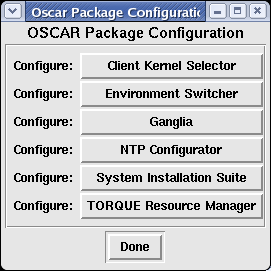 Oscar Package Configuratio
OSCAR Package Configuration
Configure: Client Kernel Selector
Configure: Environment Switcher
Configure: Ganglia
Configure: NTP Configurator
Configure: System Installation Suite
Configure: TORQUE Resource Manager
Done